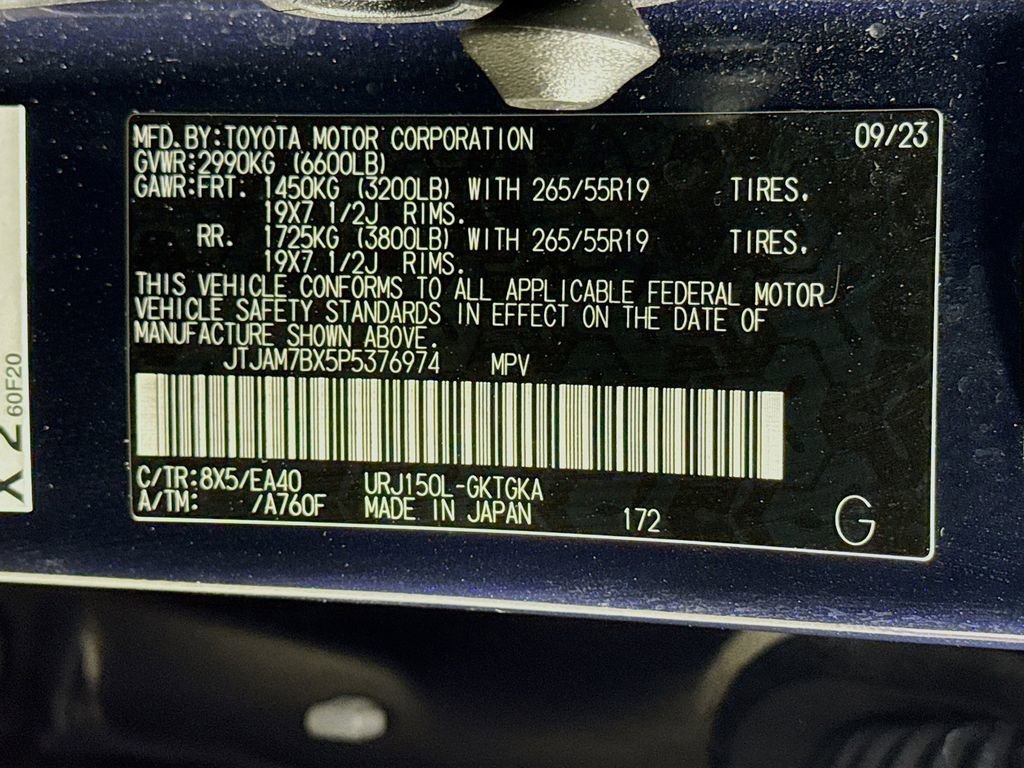 MFD.BY:TOYOTA MOTOR CORPORATION 09/23
GVWR:2990KG (6600LB)
GAWR:FRT. 1450KG (3200LB) WITH 265/55R19 TIRES.
19X7 1/2J RIMS.
RR. 1725KG (3800LB) WITH 265/55R19 TIRES.
19X7 1/2J RIMS.
THIS VEHICLE CONFORMS TO ALL APPLICABLE FEDERAL MOTOR
VEHICLE SAFETY STANDARDS IN EFFECT ON THE DATE OF
MANUFACTURE SHOWN ABOVE.
JTJAM7BX5P5376974 MPV
C/TR:8X5/EA40 URJ150L-GKTGKA
A/TM: /A760F MADE IN JAPAN 172 G
X 2
60F20